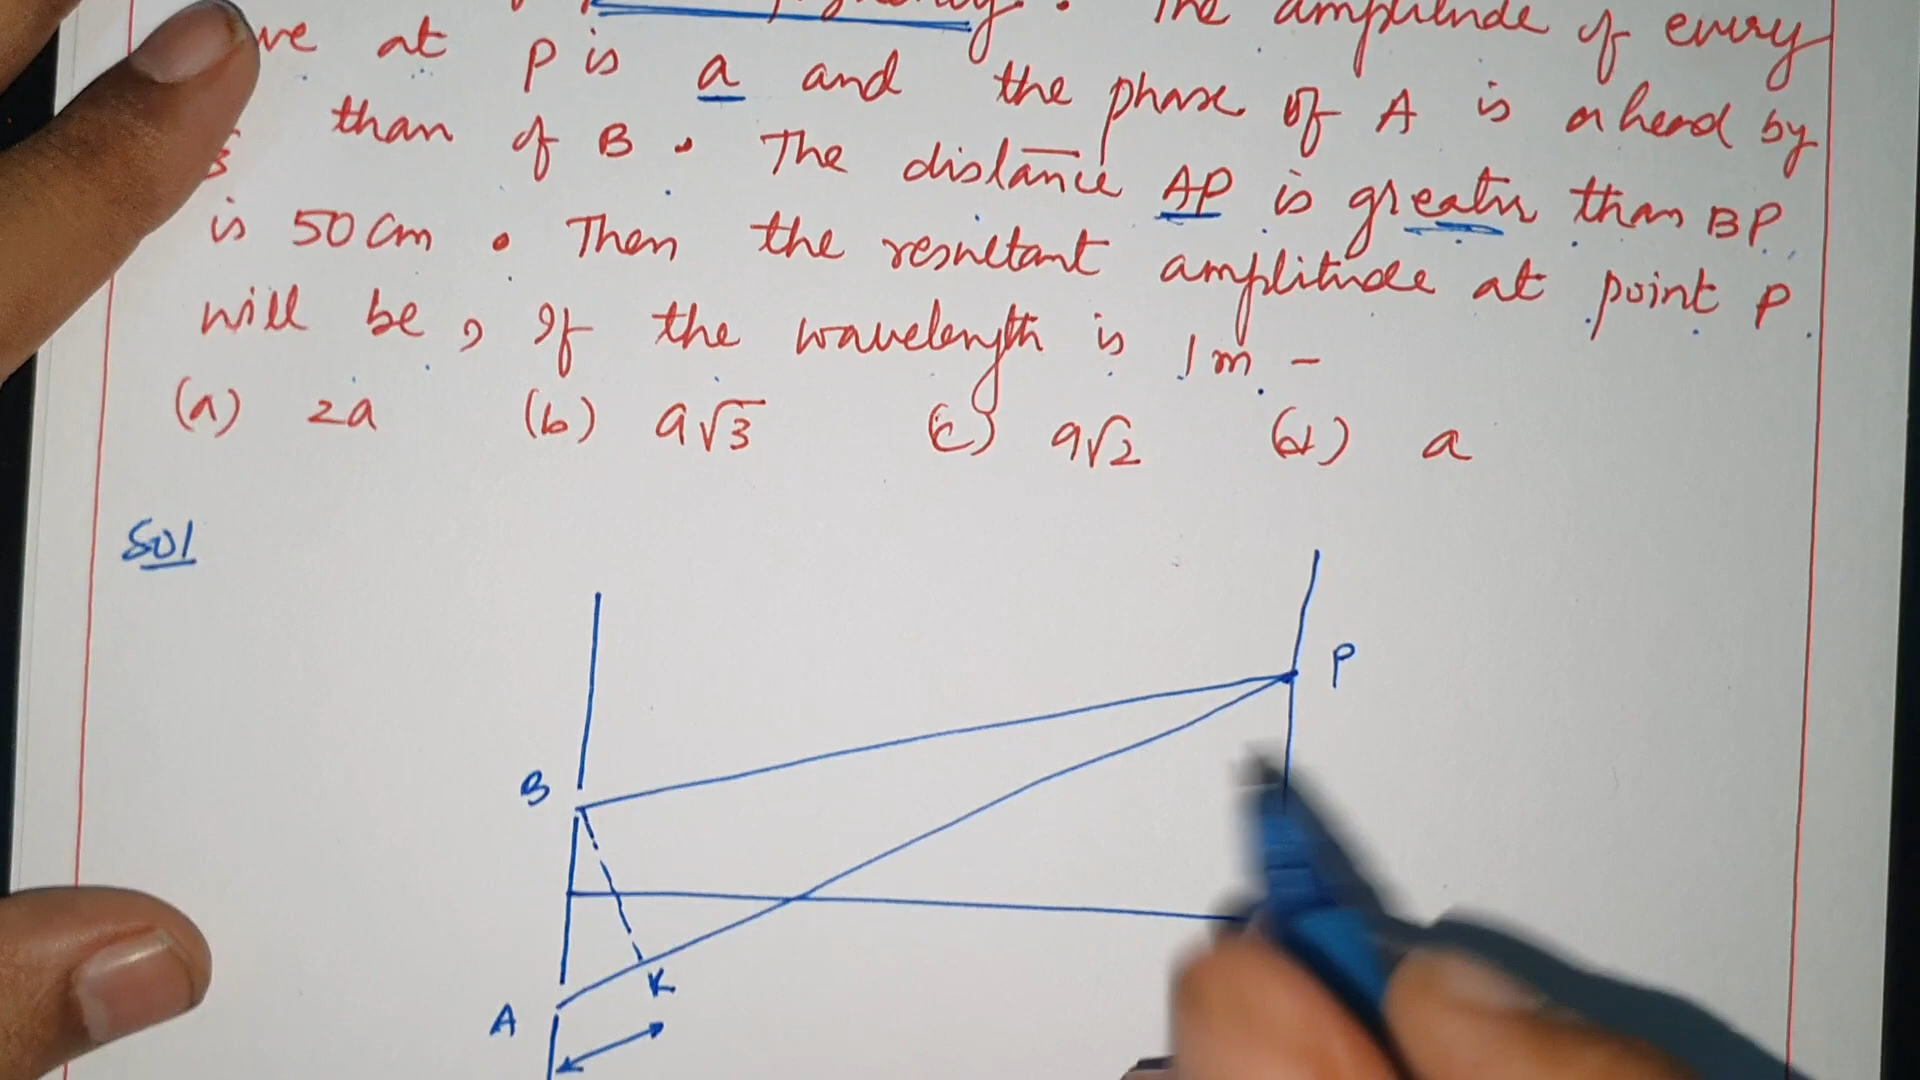 The amplitude of every
at P is a and the phase of A is ahead by
3 than of B. The distance AP is greater than BP
is 50 cm. Then the resultant amplitude at point P
will be, If the wavelength is 1m -
(a) 2a (b) a√3 (c) a√2 (d) a
Sol
P
B
K
A